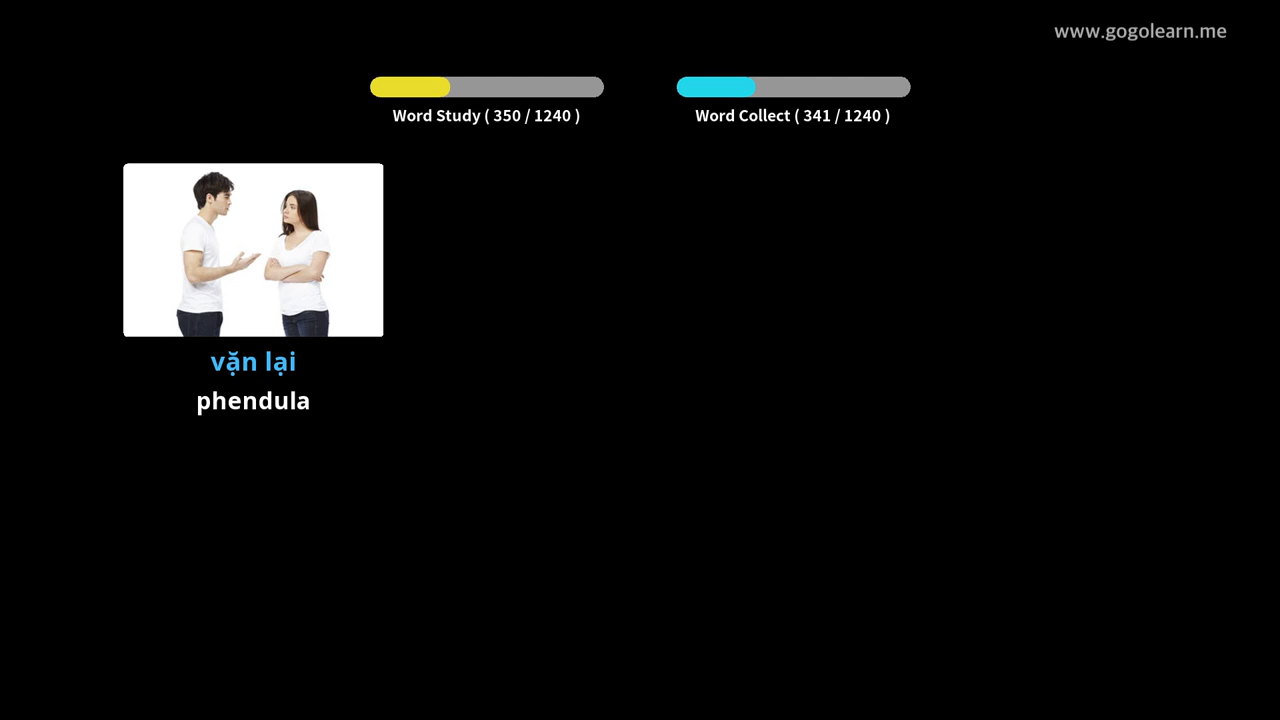 www.gogolearn.me
Word Study ( 350 / 1240 )
Word Collect ( 341 / 1240 )
vặn lại
phendula